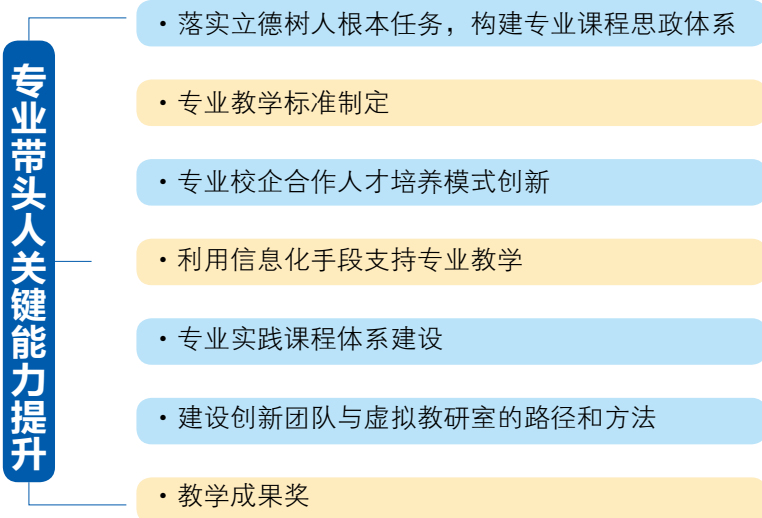 专业带头人关键能力提升
·落实立德树人根本任务，构建专业课程思政体系
·专业教学标准制定
·专业校企合作人才培养模式创新
·利用信息化手段支持专业教学
·专业实践课程体系建设
·建设创新团队与虚拟教研室的路径和方法
·教学成果奖